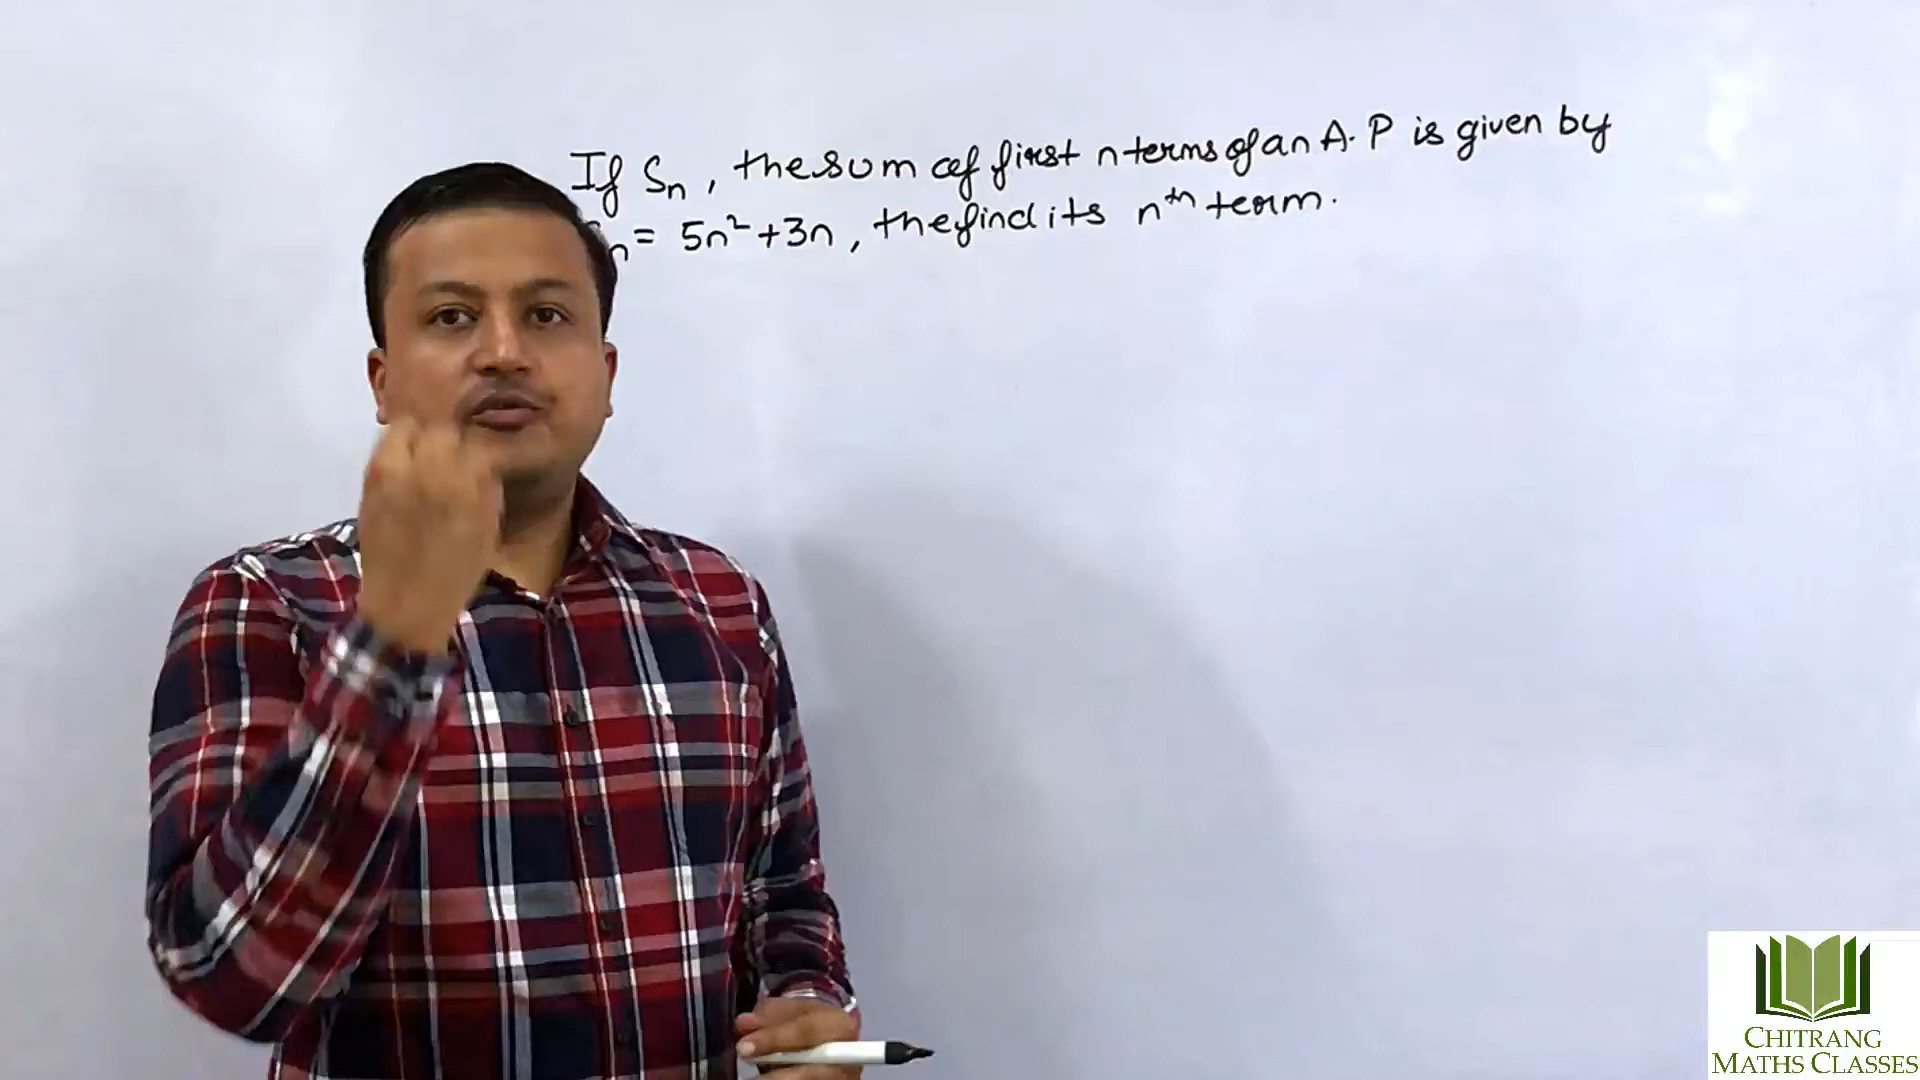 If Sn, the sum of first n terms of an A.P is given by
n = 5n²+3n, the find its nth term.
CHITRANG
MATHS CLASSES